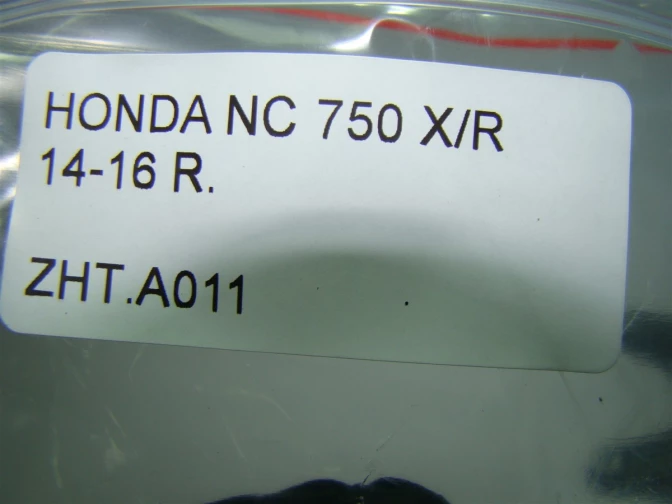 HONDA NC 750 X/R
14-16 R.
ZHT.A011